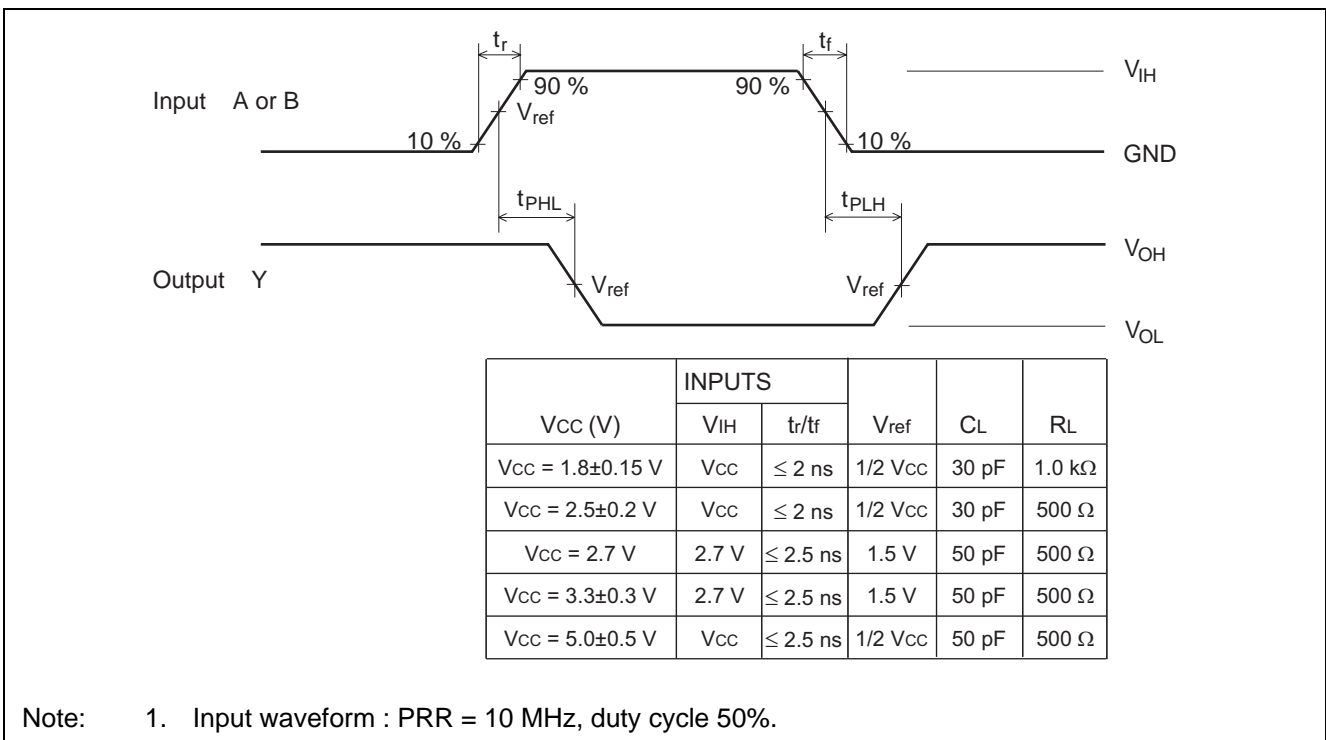 tr tf
VIH
90 % 90 %
Input A or B
Vref
10 % 10 %
GND
tPHL tPLH
VOH
Output Y
Vref Vref
VOL
INPUTS
VCC (V) VIH tr/tf Vref CL RL
VCC = 1.8±0.15 V VCC ≤ 2 ns 1/2 VCC 30 pF 1.0 kΩ
VCC = 2.5±0.2 V VCC ≤ 2 ns 1/2 VCC 30 pF 500 Ω
VCC = 2.7 V 2.7 V ≤ 2.5 ns 1.5 V 50 pF 500 Ω
VCC = 3.3±0.3 V 2.7 V ≤ 2.5 ns 1.5 V 50 pF 500 Ω
VCC = 5.0±0.5 V VCC ≤ 2.5 ns 1/2 VCC 50 pF 500 Ω
Note: 1. Input waveform : PRR = 10 MHz, duty cycle 50%.